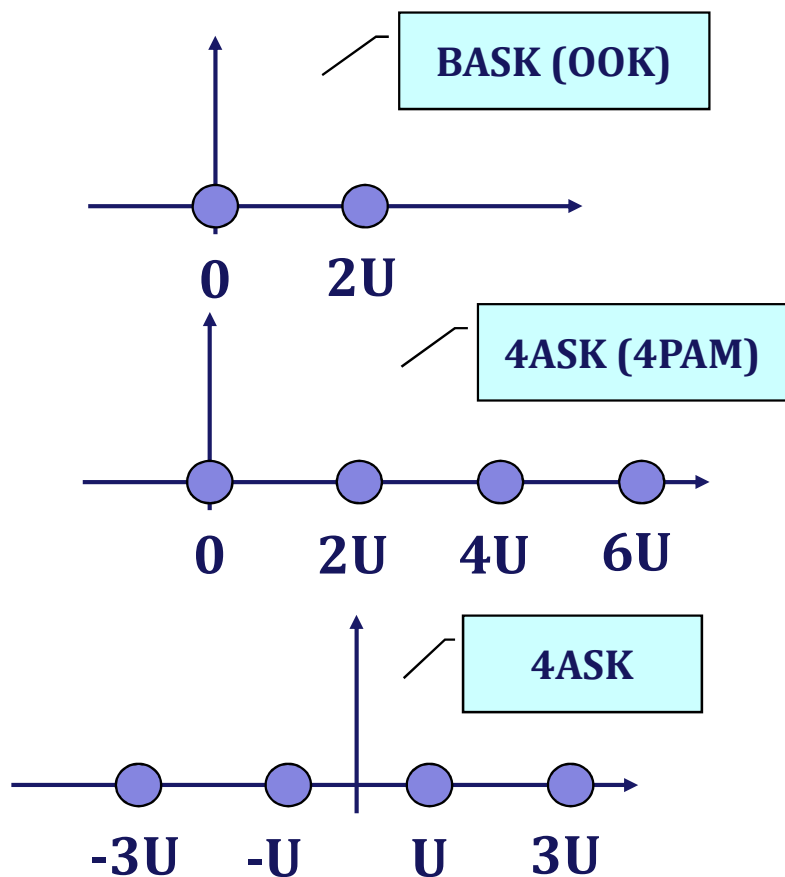 BASK (OOK)
0 2U
4ASK (4PAM)
0 2U 4U 6U
4ASK
-3U -U U 3U